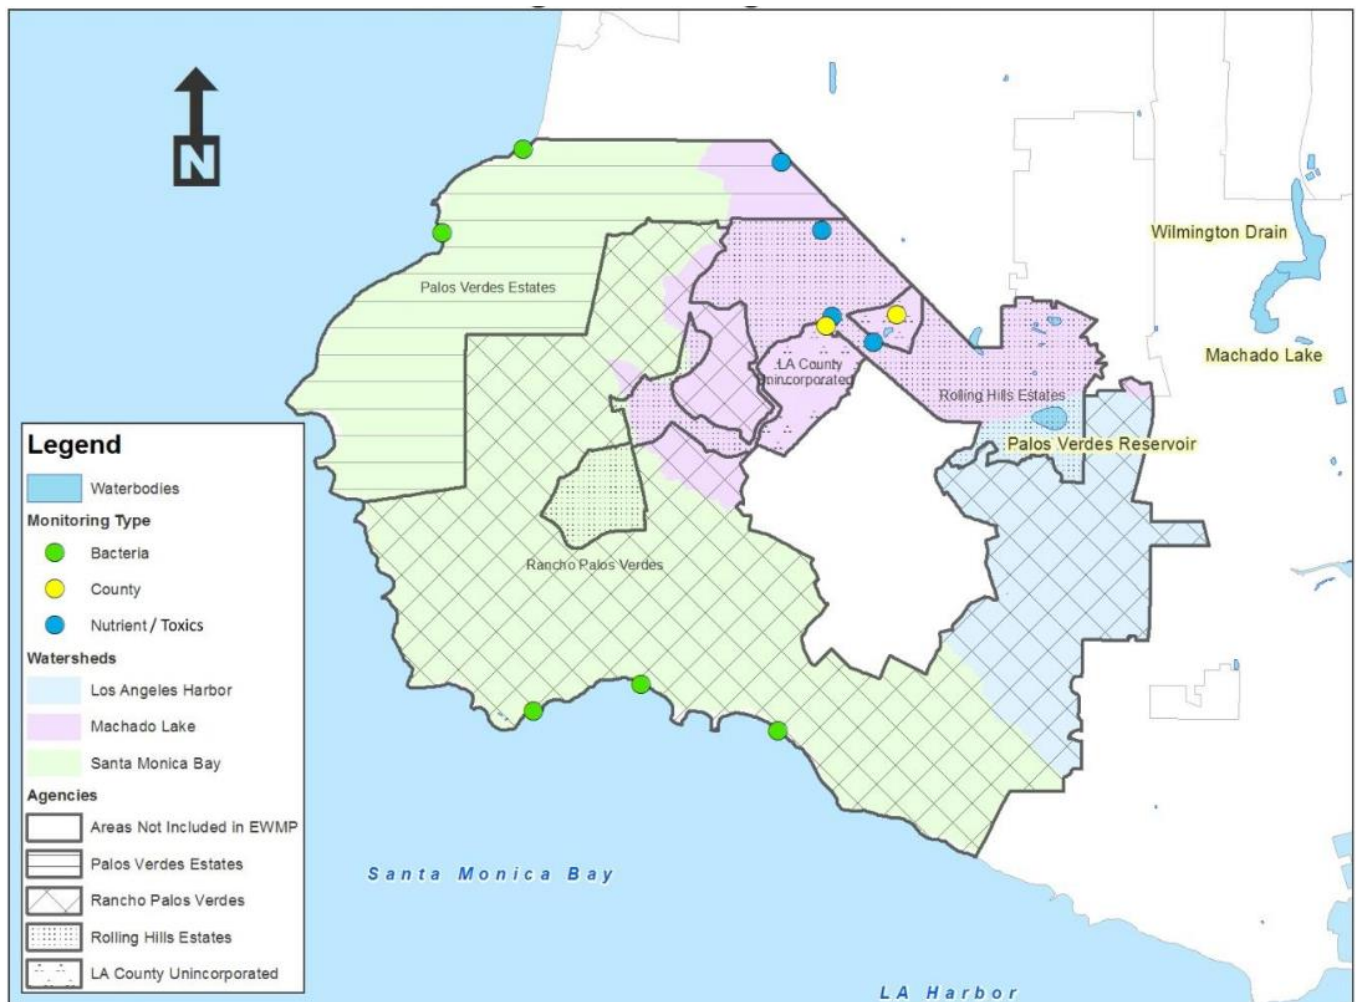 N
Wilmington Drain
Palos Verdes Estates
Machado Lake
LA County
Unincorporated
Rolling Hills Estates
Palos Verdes Reservoir
Rancho Palos Verdes
Legend
Waterbodies
Monitoring Type
Bacteria
County
Nutrient / Toxics
Watersheds
Los Angeles Harbor
Machado Lake
Santa Monica Bay
Agencies
Areas Not Included in EWMP
Palos Verdes Estates
Rancho Palos Verdes
Rolling Hills Estates
LA County Unincorporated
Santa Monica Bay
LA Harbor